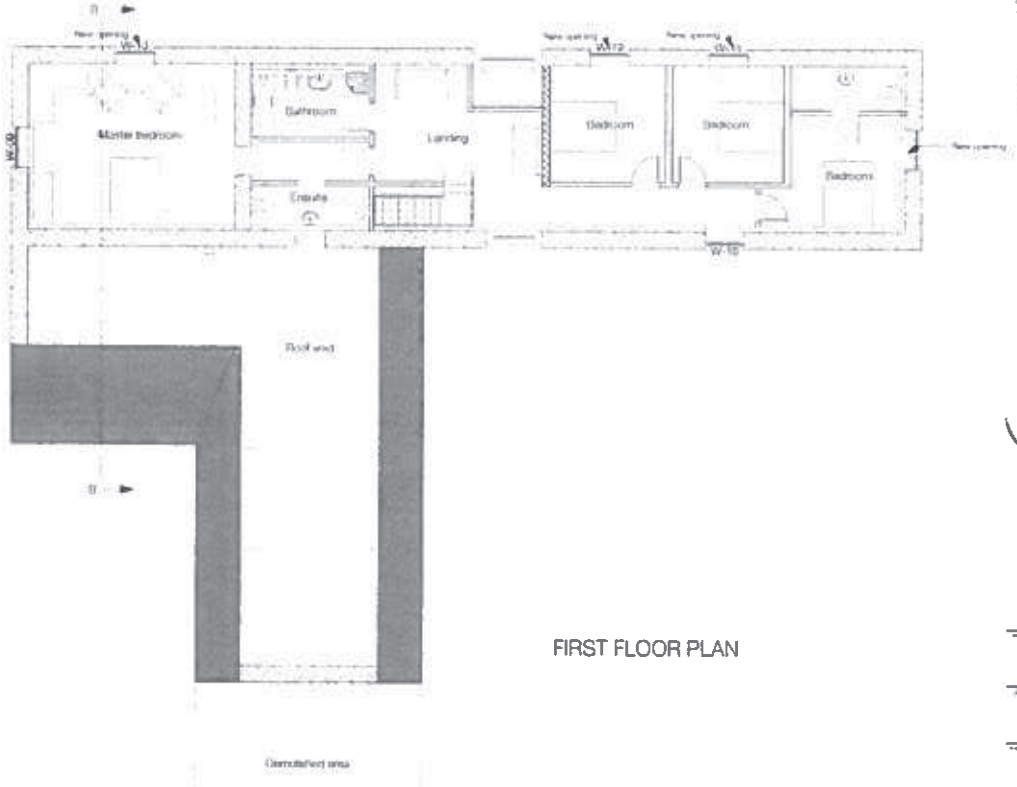 B
New opening
W-13
New opening
W-12
New opening
W-11
Bathroom
Master bedroom
Landing
Bedroom
Bedroom
New opening
W-09
Bedroom
Ensuite
W-10
Roof void
B
FIRST FLOOR PLAN
Demolished area